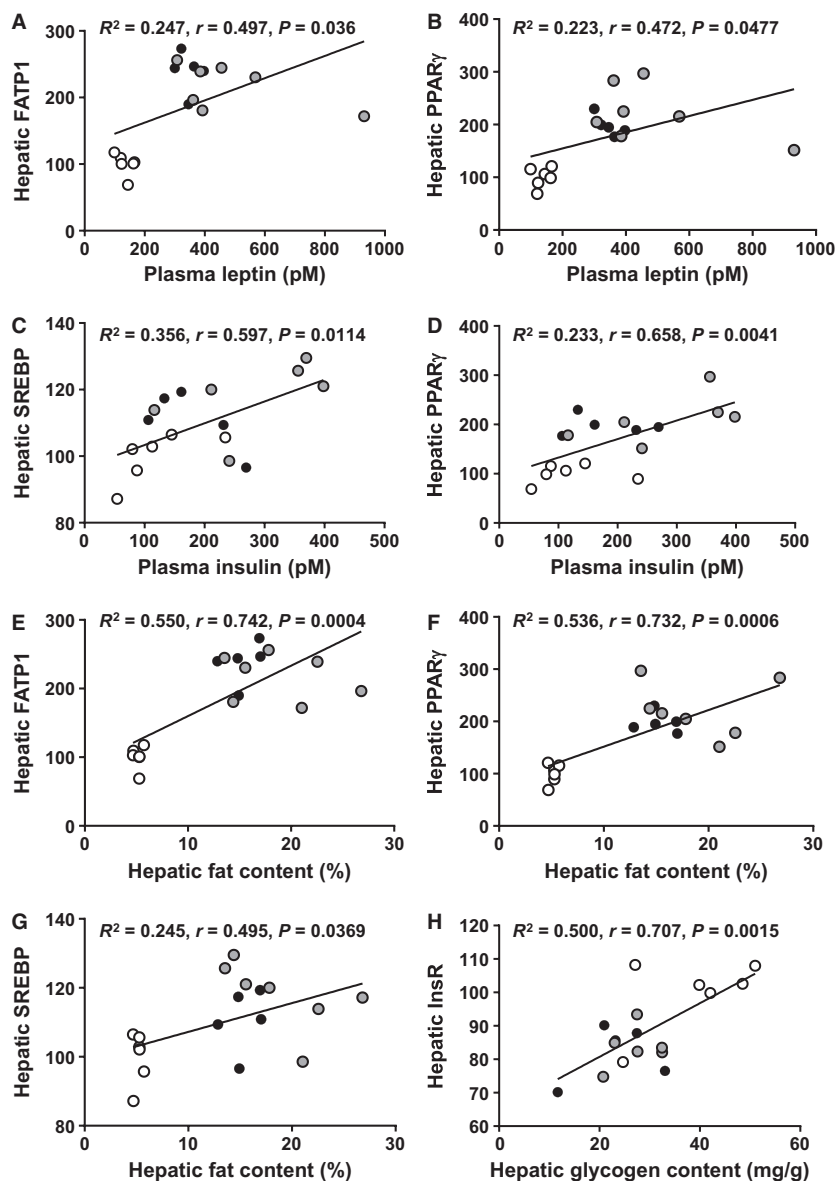 A
R² = 0.247, r = 0.497, P = 0.036
Hepatic FATP1
300
200
100
0
0 200 400 600 800 1000
Plasma leptin (pM)
B
R² = 0.223, r = 0.472, P = 0.0477
Hepatic PPARγ
400
300
200
100
0
0 200 400 600 800 1000
Plasma leptin (pM)
C
R² = 0.356, r = 0.597, P = 0.0114
Hepatic SREBP
140
120
100
80
0 100 200 300 400 500
Plasma insulin (pM)
D
R² = 0.233, r = 0.658, P = 0.0041
Hepatic PPARγ
400
300
200
100
0
0 100 200 300 400 500
Plasma insulin (pM)
E
R² = 0.550, r = 0.742, P = 0.0004
Hepatic FATP1
300
200
100
0
0 10 20 30
Hepatic fat content (%)
F
R² = 0.536, r = 0.732, P = 0.0006
Hepatic PPARγ
400
300
200
100
0
0 10 20 30
Hepatic fat content (%)
G
R² = 0.245, r = 0.495, P = 0.0369
Hepatic SREBP
140
120
100
80
0 10 20 30
Hepatic fat content (%)
H
R² = 0.500, r = 0.707, P = 0.0015
Hepatic InsR
120
110
100
90
80
70
60
0 20 40 60
Hepatic glycogen content (mg/g)